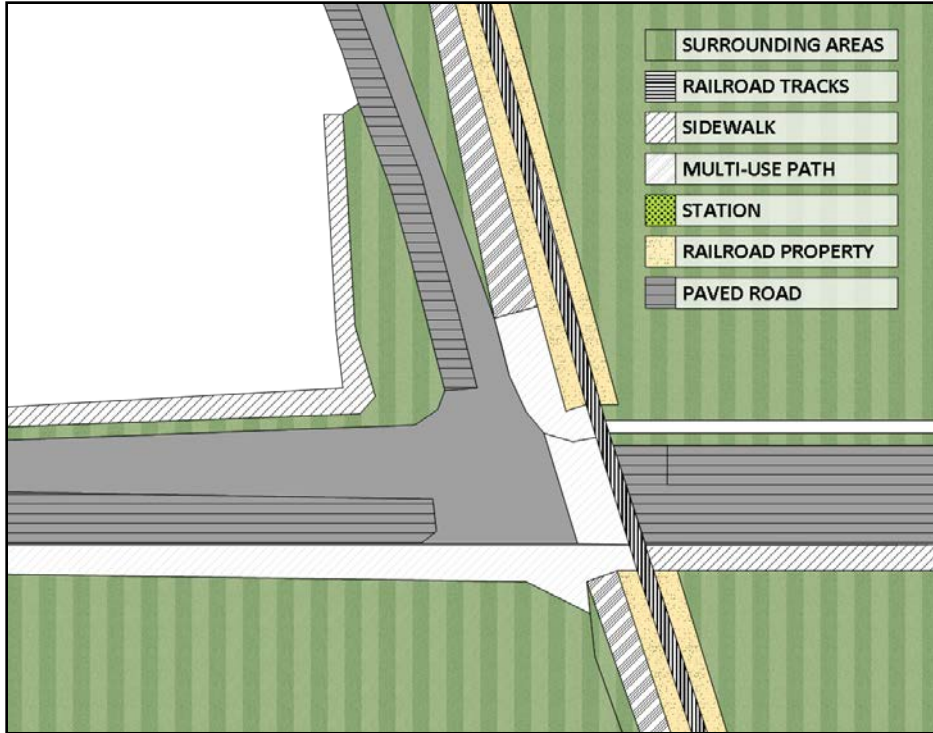 SURROUNDING AREAS
RAILROAD TRACKS
SIDEWALK
MULTI-USE PATH
STATION
RAILROAD PROPERTY
PAVED ROAD